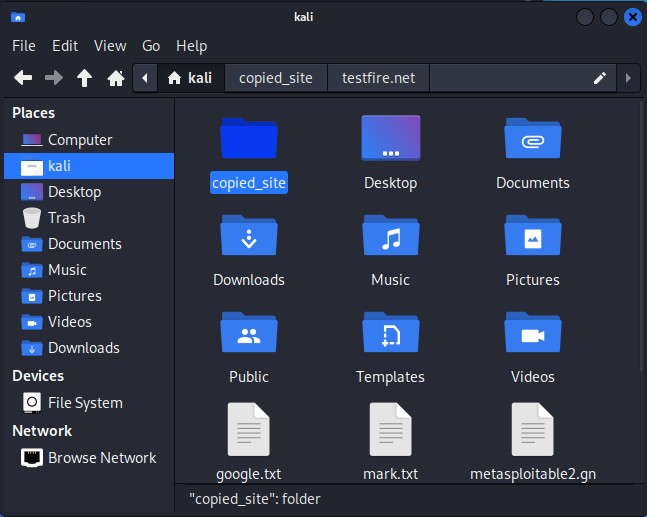 kali
File Edit View Go Help
kali copied_site testfire.net
Places
Computer
kali
Desktop
Trash
Documents
Music
Pictures
Videos
Downloads
Devices
File System
Network
Browse Network
copied_site Desktop Documents
Downloads Music Pictures
Public Templates Videos
google.txt mark.txt metasploitable2.gn
"copied_site": folder